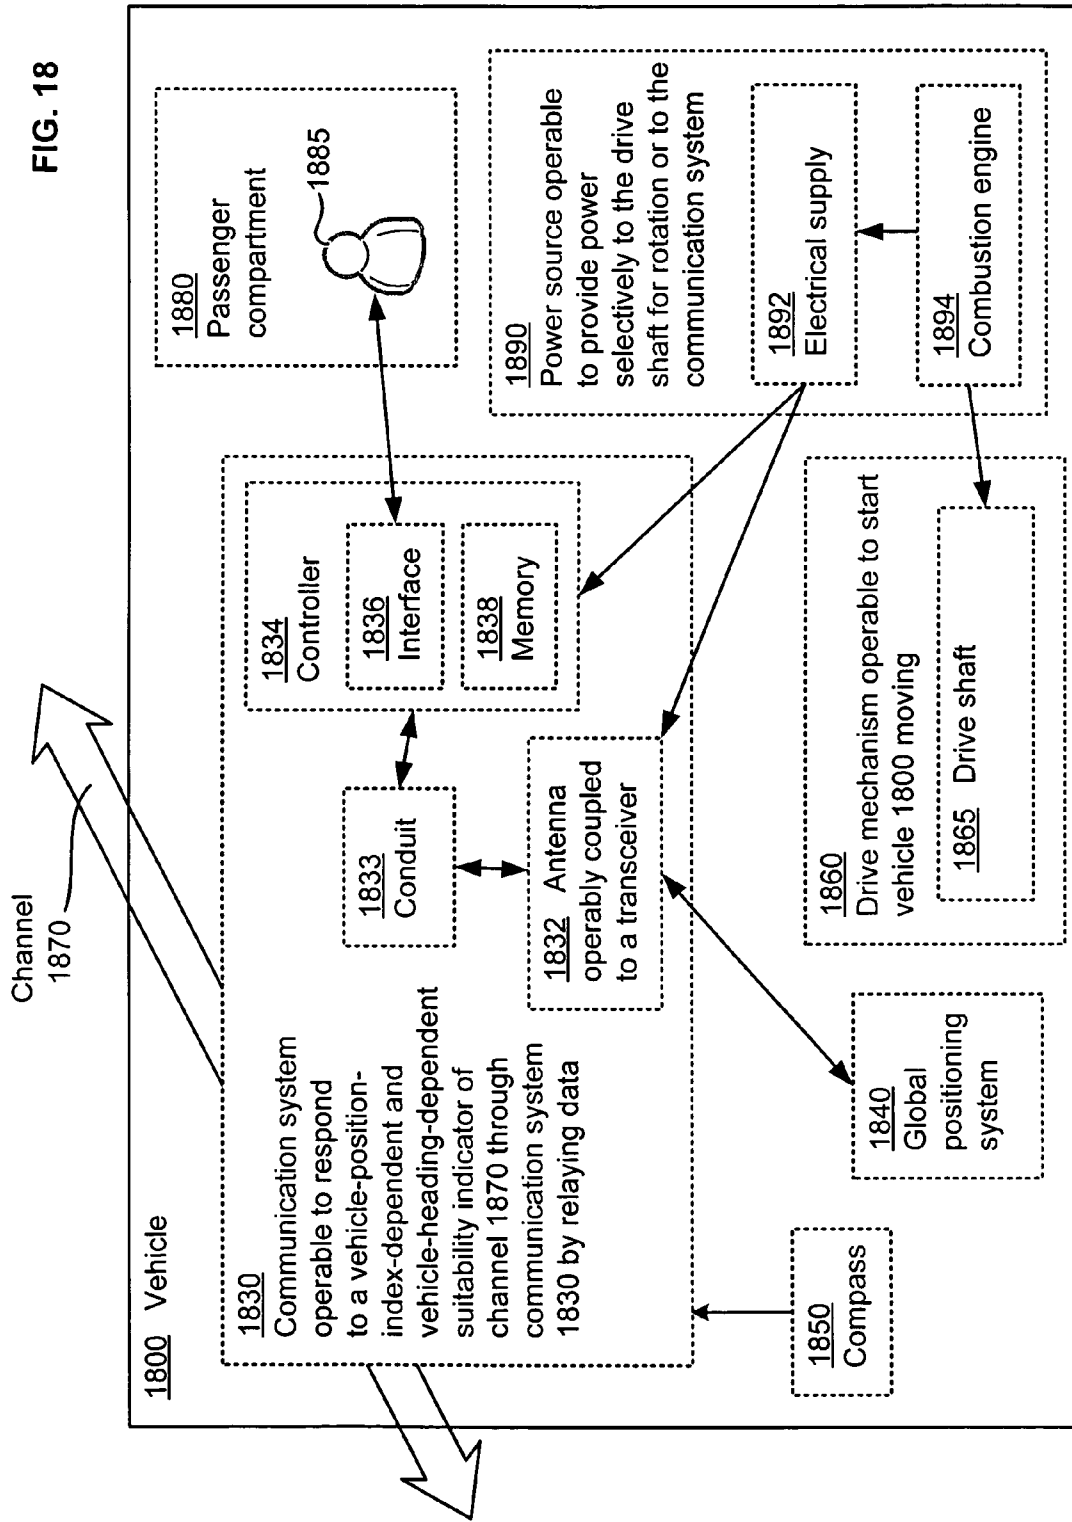 FIG. 18
Channel
1870
1800 Vehicle
1830
Communication system
operable to respond
to a vehicle-position-
index-dependent and
vehicle-heading-dependent
suitability indicator of
channel 1870 through
communication system
1830 by relaying data
1833
Conduit
1832 Antenna
operably coupled
to a transceiver
1834
Controller
1836
Interface
1838
Memory
1880
Passenger
compartment
1885
1890
Power source operable
to provide power
selectively to the drive
shaft for rotation or to the
communication system
1892
Electrical supply
1894
Combustion engine
1850
Compass
1840
Global
positioning
system
1860
Drive mechanism operable to start
vehicle 1800 moving
1865 Drive shaft